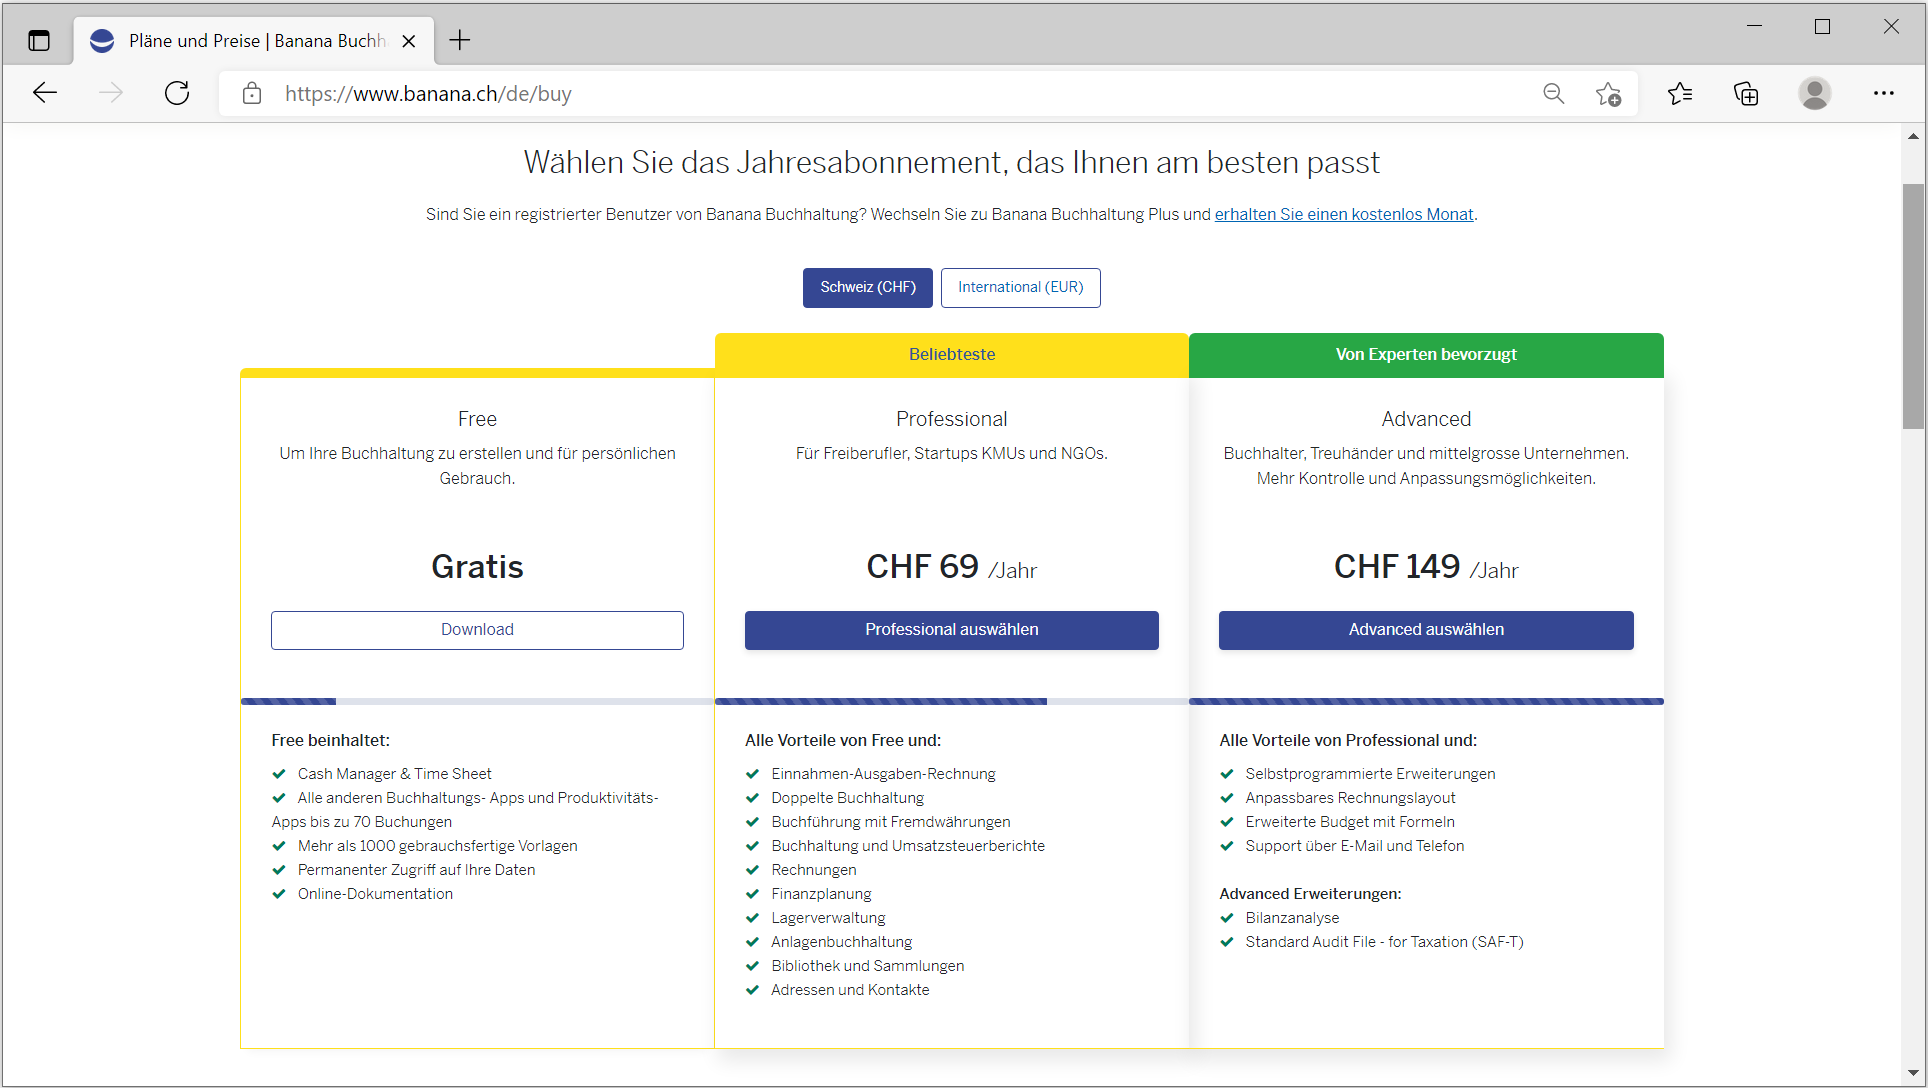 Pläne und Preise | Banana Buchh
https://www.banana.ch/de/buy
Wählen Sie das Jahresabonnement, das Ihnen am besten passt
Sind Sie ein registrierter Benutzer von Banana Buchhaltung? Wechseln Sie zu Banana Buchhaltung Plus und erhalten Sie einen kostenlos Monat.
Schweiz (CHF)
International (EUR)
Free
Um Ihre Buchhaltung zu erstellen und für persönlichen
Gebrauch.
Gratis
Download
Free beinhaltet:
Cash Manager & Time Sheet
Alle anderen Buchhaltungs- Apps und Produktivitäts-
Apps bis zu 70 Buchungen
Mehr als 1000 gebrauchsfertige Vorlagen
Permanenter Zugriff auf Ihre Daten
Online-Dokumentation
Beliebteste
Professional
Für Freiberufler, Startups KMUs und NGOs.
CHF 69 /Jahr
Professional auswählen
Alle Vorteile von Free und:
Einnahmen-Ausgaben-Rechnung
Doppelte Buchhaltung
Buchführung mit Fremdwährungen
Buchhaltung und Umsatzsteuerberichte
Rechnungen
Finanzplanung
Lagerverwaltung
Anlagenbuchhaltung
Bibliothek und Sammlungen
Adressen und Kontakte
Von Experten bevorzugt
Advanced
Buchhalter, Treuhänder und mittelgrosse Unternehmen.
Mehr Kontrolle und Anpassungsmöglichkeiten.
CHF 149 /Jahr
Advanced auswählen
Alle Vorteile von Professional und:
Selbstprogrammierte Erweiterungen
Anpassbares Rechnungslayout
Erweiterte Budget mit Formeln
Support über E-Mail und Telefon
Advanced Erweiterungen:
Bilanzanalyse
Standard Audit File - for Taxation (SAF-T)